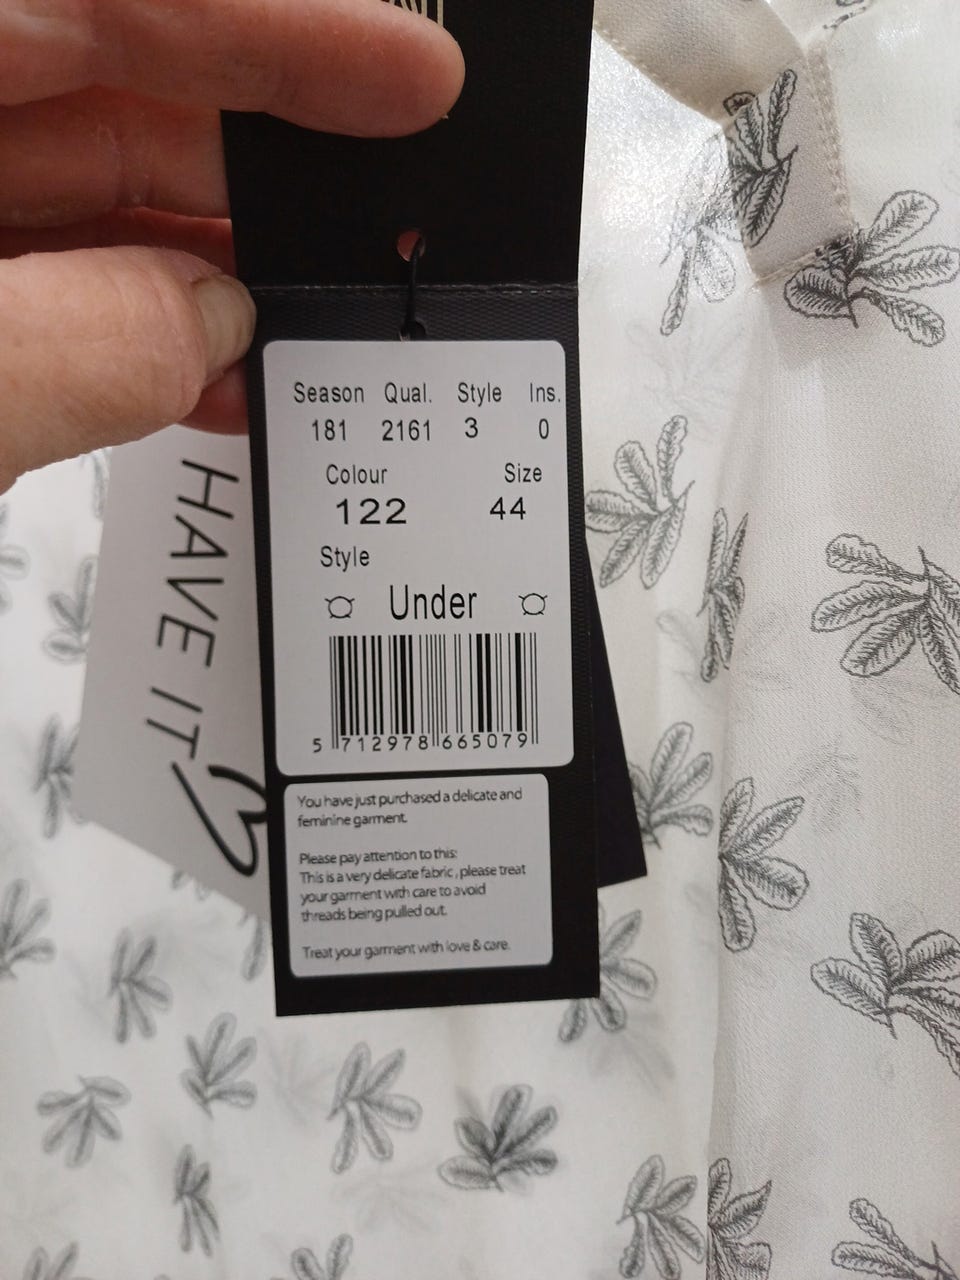 Season Qual. Style Ins.
181 2161 3 0
Colour Size
122 44
Style
¤ Under ¤
5 712978 665079
You have just purchased a delicate and
feminine garment.
Please pay attention to this:
This is a very delicate fabric, please treat
your garment with care to avoid
threads being pulled out.
Treat your garment with love & care.
HAVE IT